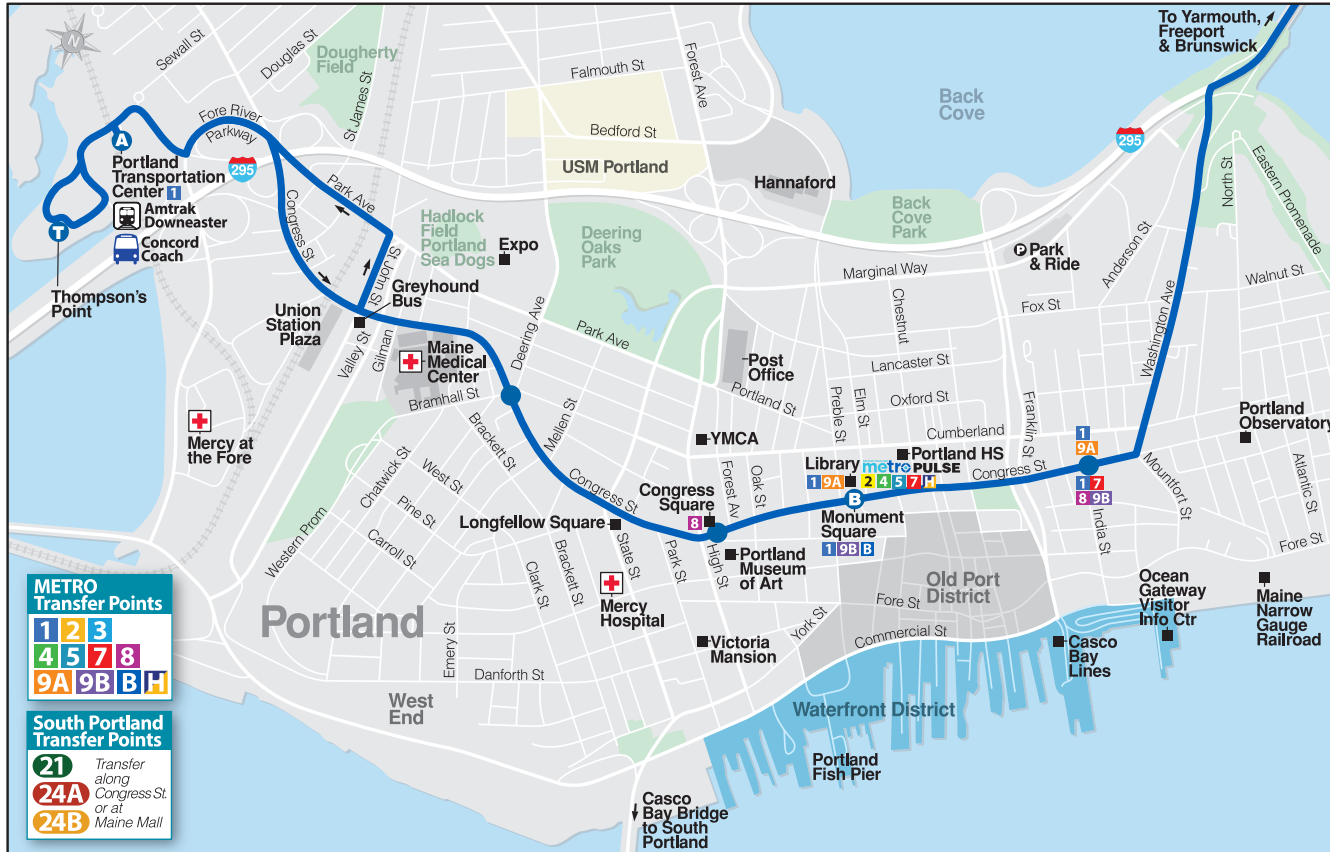 To Yarmouth,
Freeport
& Brunswick
N
Sewall St
Douglas St
Dougherty
Field
St James St
Falmouth St
Forest Ave
Back
Cove
Fore River
Parkway
295
Bedford St
USM Portland
295
A
Portland
Transportation
Center 1
Amtrak
Downeaster
Concord
Coach
T
Thompson's
Point
Congress St
Park Ave
St John St
Hadlock
Field
Portland
Sea Dogs
Expo
Deering
Oaks
Park
Hannaford
Back
Cove
Park
North St
Eastern Promenade
Park
& Ride
P
Anderson St
Marginal Way
Walnut St
Greyhound
Bus
Union
Station
Plaza
Valley St
Gilman
Deering Ave
Park Ave
Chestnut
Fox St
Washington Ave
Maine
Medical
Center
Bramhall St
Post
Office
Lancaster St
Portland St
Preble St
Elm St
Oxford St
Franklin St
Mercy at
the Fore
Brackett St
Mellen St
YMCA
Cumberland
Portland
Observatory
1
9A
Portland HS
Library
metro PULSE
1 9A 2 4 5 7 H
Congress St
Chatwick St
West St
Pine St
Carroll St
Western Prom
Congress St
Congress
Square
8
Forest Av
Oak St
B
Monument
Square
1 9B B
1 7
8 9B
India St
Mountfort St
Atlantic St
Longfellow Square
State St
Park St
High St
Portland
Museum
of Art
Fore St
Clark St
Brackett St
Mercy
Hospital
Old Port
District
Ocean
Gateway
Visitor
Info Ctr
Maine
Narrow
Gauge
Railroad
METRO
Transfer Points
1 2 3
4 5 7 8
9A 9B B H
Portland
Emery St
Victoria
Mansion
York St
Fore St
Commercial St
Casco
Bay
Lines
Danforth St
West
End
Waterfront District
South Portland
Transfer Points
21
24A
24B
Transfer
along
Congress St.
or at
Maine Mall
Portland
Fish Pier
Casco
Bay Bridge
to South
Portland